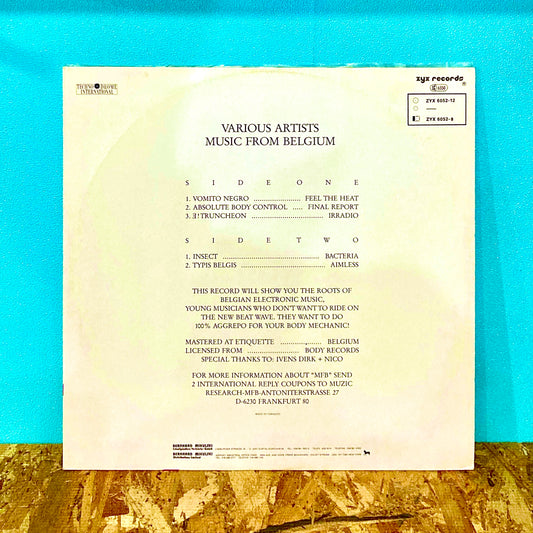 TECHNO DROME
INTERNATIONAL
zyx records
ZYX 6052-12
ZYX 6052-8
VARIOUS ARTISTS
MUSIC FROM BELGIUM
SIDE ONE
1. VOMITO NEGRO ........................ FEEL THE HEAT
2. ABSOLUTE BODY CONTROL ..... FINAL REPORT
3. ∃!TRUNCHEON ............................... IRRADIO
SIDE TWO
1. INSECT ......................................... BACTERIA
2. TYPIS BELGIS ................................... AIMLESS
THIS RECORD WILL SHOW YOU THE ROOTS OF
BELGIAN ELECTRONIC MUSIC,
YOUNG MUSICIANS WHO DON'T WANT TO RIDE ON
THE NEW BEAT WAVE. THEY WANT TO DO
100% AGGREPO FOR YOUR BODY MECHANIC!
MASTERED AT ETIQUETTE .................. BELGIUM
LICENSED FROM .................... BODY RECORDS
SPECIAL THANKS TO: IVENS DIRK + NICO
FOR MORE INFORMATION ABOUT "MFB" SEND
2 INTERNATIONAL REPLY COUPONS TO MUZIC
RESEARCH-MFB-ANTONITERSTRASSE 27
D-6230 FRANKFURT 80
BERNHARD MIKULSKI
BERNHARD MIKULSKI